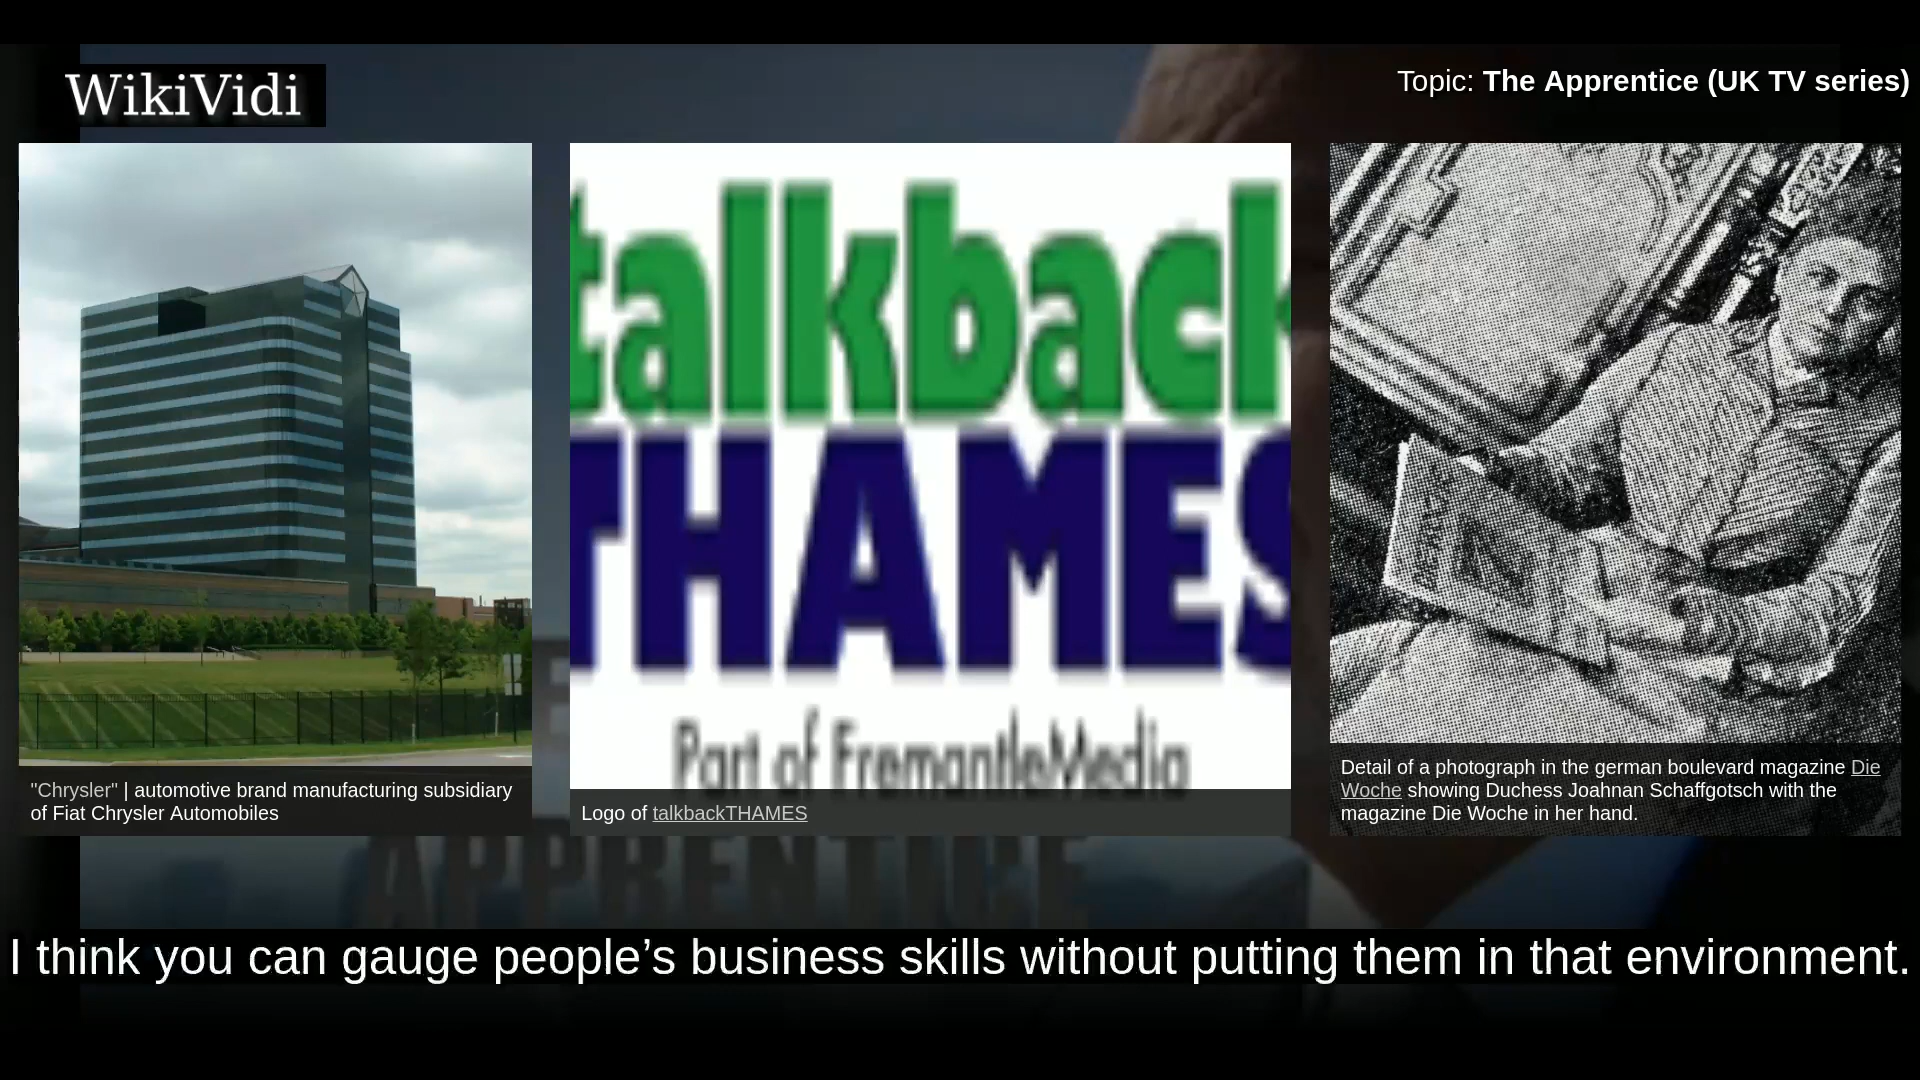 WikiVidi
Topic: The Apprentice (UK TV series)
talkback
THAMES
Part of FremantleMedia
"Chrysler" | automotive brand manufacturing subsidiary
of Fiat Chrysler Automobiles
Logo of talkbackTHAMES
Detail of a photograph in the german boulevard magazine Die
Woche showing Duchess Joahnan Schaffgotsch with the
magazine Die Woche in her hand.
APPRENTICE
I think you can gauge people’s business skills without putting them in that environment.